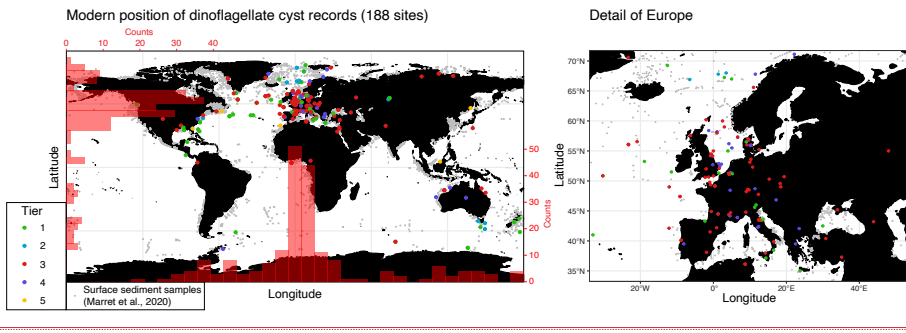 Modern position of dinoflagellate cyst records (188 sites)
Counts
0 10 20 30 40
Latitude
50
40
30
20
10
0
Counts
Longitude
Tier
1
2
3
4
5
Surface sediment samples
(Marret et al., 2020)
Detail of Europe
70°N
65°N
60°N
55°N
50°N
45°N
40°N
35°N
Latitude
20°W 0° 20°E 40°E
Longitude